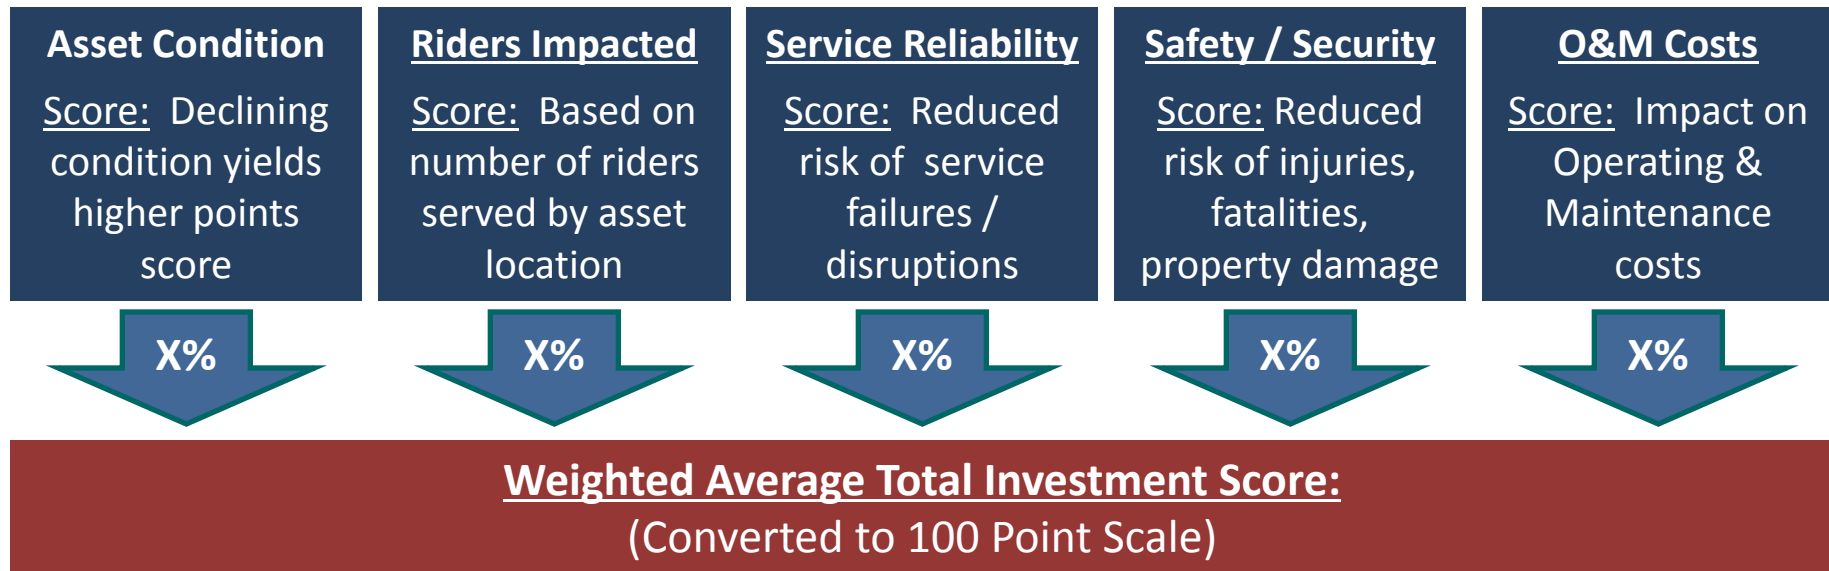 Asset Condition
Score: Declining
condition yields
higher points
score
Riders Impacted
Score: Based on
number of riders
served by asset
location
Service Reliability
Score: Reduced
risk of service
failures /
disruptions
Safety / Security
Score: Reduced
risk of injuries,
fatalities,
property damage
O&M Costs
Score: Impact on
Operating &
Maintenance
costs
X%
X%
X%
X%
X%
Weighted Average Total Investment Score:
(Converted to 100 Point Scale)